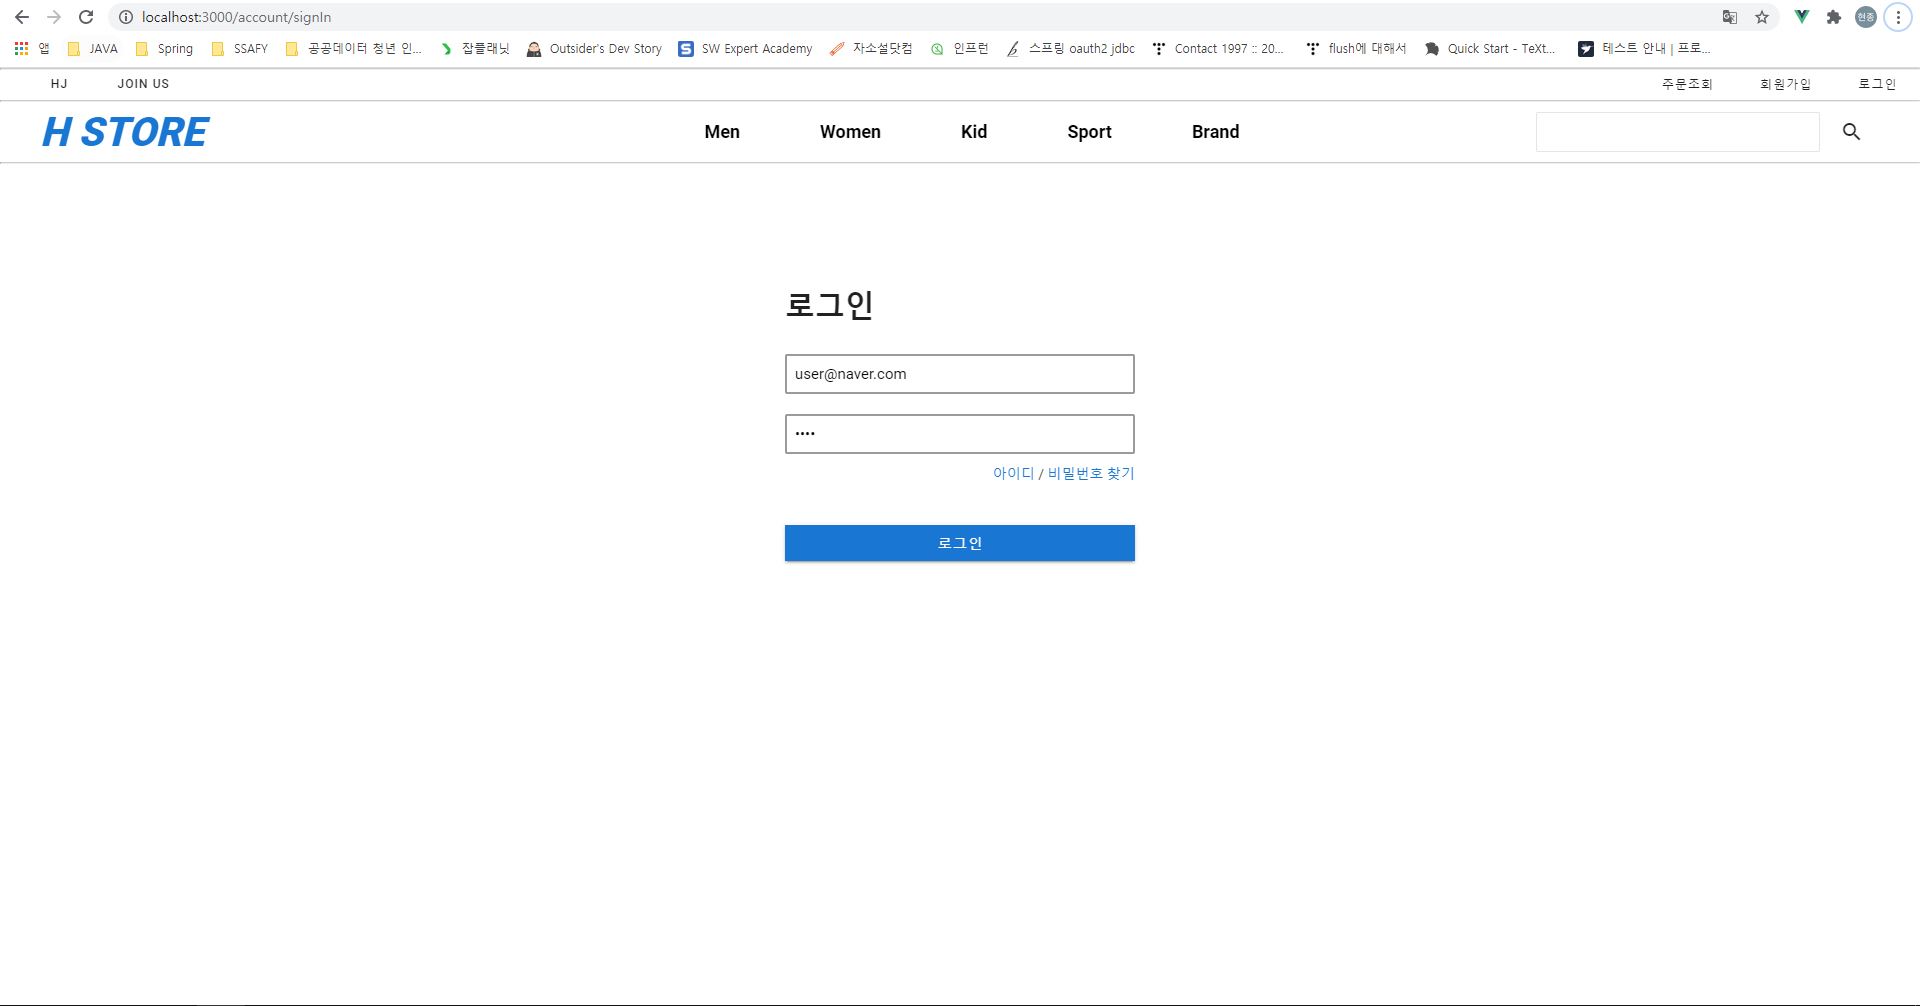 localhost:3000/account/signIn
앱 JAVA Spring SSAFY 공공데이터 청년 인... 잡플래닛 Outsider's Dev Story SW Expert Academy 자소설닷컴 인프런 스프링 oauth2 jdbc Contact 1997 :: 20... flush에 대해서 Quick Start - TeXt... 테스트 안내 | 프로...
HJ JOIN US 주문조회 회원가입 로그인
H STORE Men Women Kid Sport Brand
로그인
user@naver.com
••••
아이디 / 비밀번호 찾기
로그인